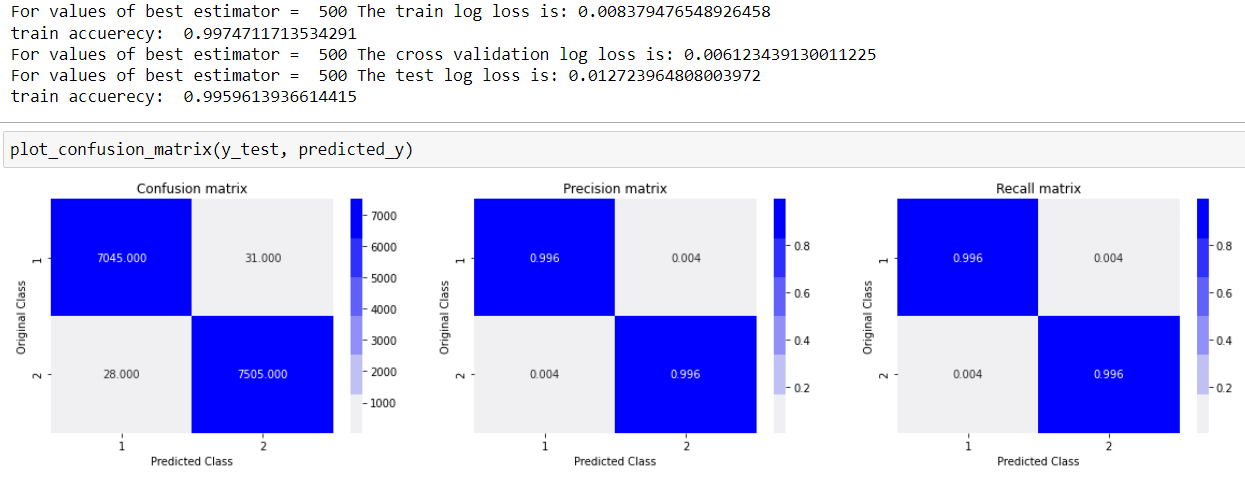 For values of best estimator =  500 The train log loss is: 0.008379476548926458
train accuerecy:  0.9974711713534291
For values of best estimator =  500 The cross validation log loss is: 0.006123439130011225
For values of best estimator =  500 The test log loss is: 0.012723964808003972
train accuerecy:  0.9959613936614415
plot_confusion_matrix(y_test, predicted_y)
Confusion matrix
Original Class
1
2
7045.000 31.000
28.000 7505.000
1 2
Predicted Class
7000
6000
5000
4000
3000
2000
1000
Precision matrix
Original Class
1
2
0.996 0.004
0.004 0.996
1 2
Predicted Class
0.8
0.6
0.4
0.2
Recall matrix
Original Class
1
2
0.996 0.004
0.004 0.996
1 2
Predicted Class
0.8
0.6
0.4
0.2